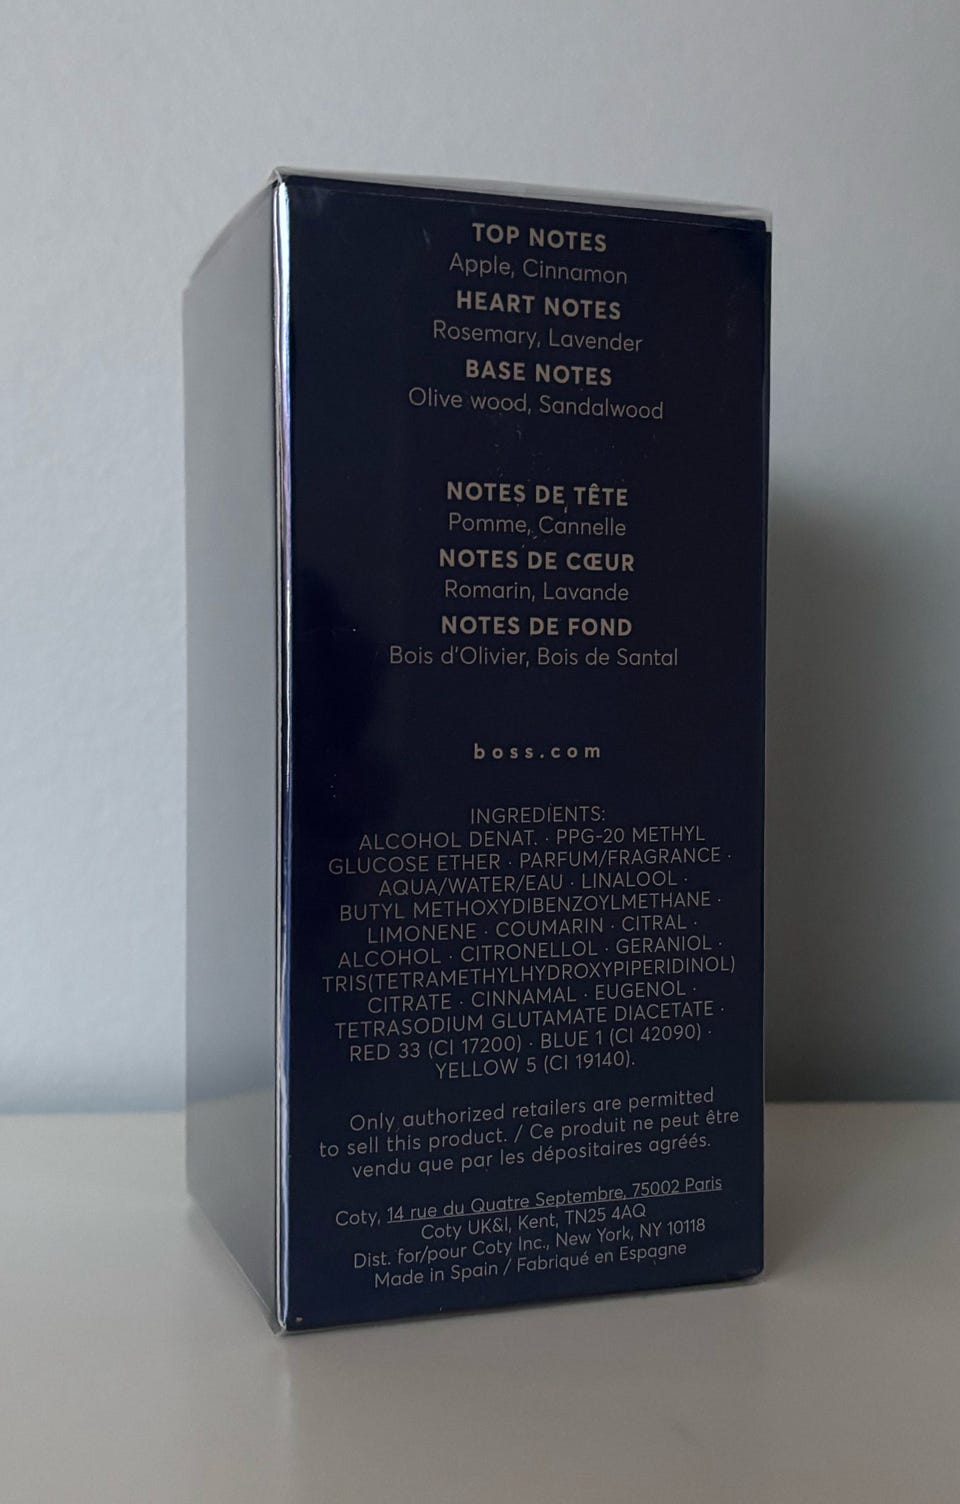 TOP NOTES
Apple, Cinnamon
HEART NOTES
Rosemary, Lavender
BASE NOTES
Olive wood, Sandalwood
NOTES DE TÊTE
Pomme, Cannelle
NOTES DE CŒUR
Romarin, Lavande
NOTES DE FOND
Bois d'Olivier, Bois de Santal
boss.com
INGREDIENTS:
ALCOHOL DENAT. · PPG-20 METHYL
GLUCOSE ETHER · PARFUM/FRAGRANCE ·
AQUA/WATER/EAU · LINALOOL ·
BUTYL METHOXYDIBENZOYLMETHANE ·
LIMONENE · COUMARIN · CITRAL ·
ALCOHOL · CITRONELLOL · GERANIOL ·
TRIS(TETRAMETHYLHYDROXYPIPERIDINOL)
CITRATE · CINNAMAL · EUGENOL ·
TETRASODIUM GLUTAMATE DIACETATE ·
RED 33 (CI 17200) · BLUE 1 (CI 42090) ·
YELLOW 5 (CI 19140).
Only authorized retailers are permitted
to sell this product. / Ce produit ne peut être
vendu que par les dépositaires agréés.
Coty, 14 rue du Quatre Septembre, 75002 Paris
Coty UK&I, Kent, TN25 4AQ
Dist. for/pour Coty Inc., New York, NY 10118
Made in Spain / Fabriqué en Espagne